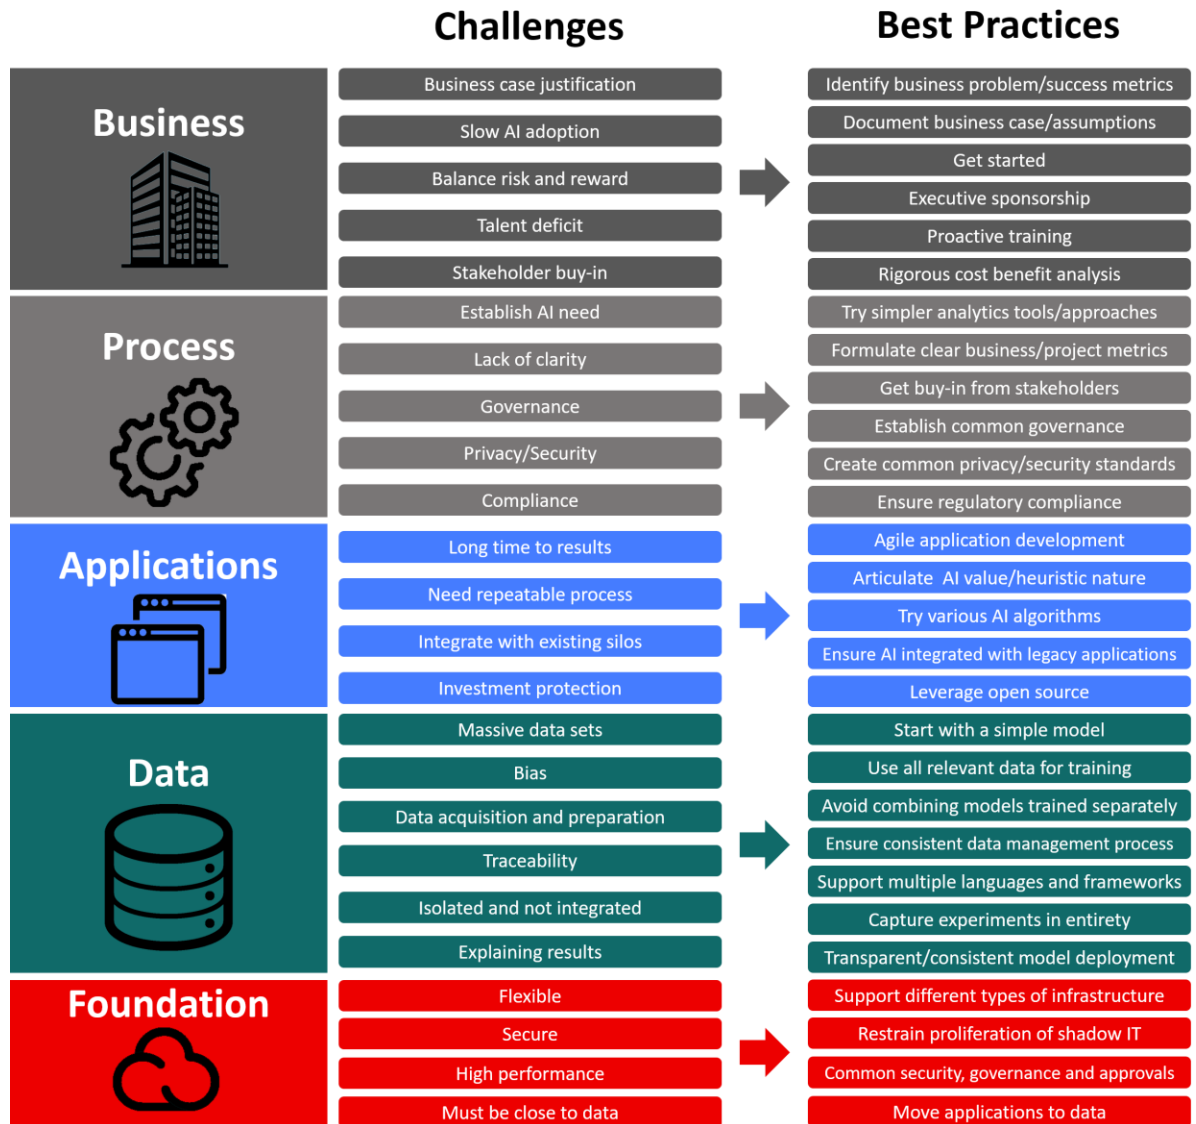 Challenges
Best Practices
Business
Business case justification
Slow AI adoption
Balance risk and reward
Talent deficit
Stakeholder buy-in
Identify business problem/success metrics
Document business case/assumptions
Get started
Executive sponsorship
Proactive training
Rigorous cost benefit analysis
Process
Establish AI need
Lack of clarity
Governance
Privacy/Security
Compliance
Try simpler analytics tools/approaches
Formulate clear business/project metrics
Get buy-in from stakeholders
Establish common governance
Create common privacy/security standards
Ensure regulatory compliance
Applications
Long time to results
Need repeatable process
Integrate with existing silos
Investment protection
Agile application development
Articulate  AI value/heuristic nature
Try various AI algorithms
Ensure AI integrated with legacy applications
Leverage open source
Data
Massive data sets
Bias
Data acquisition and preparation
Traceability
Isolated and not integrated
Explaining results
Start with a simple model
Use all relevant data for training
Avoid combining models trained separately
Ensure consistent data management process
Support multiple languages and frameworks
Capture experiments in entirety
Transparent/consistent model deployment
Foundation
Flexible
Secure
High performance
Must be close to data
Support different types of infrastructure
Restrain proliferation of shadow IT
Common security, governance and approvals
Move applications to data